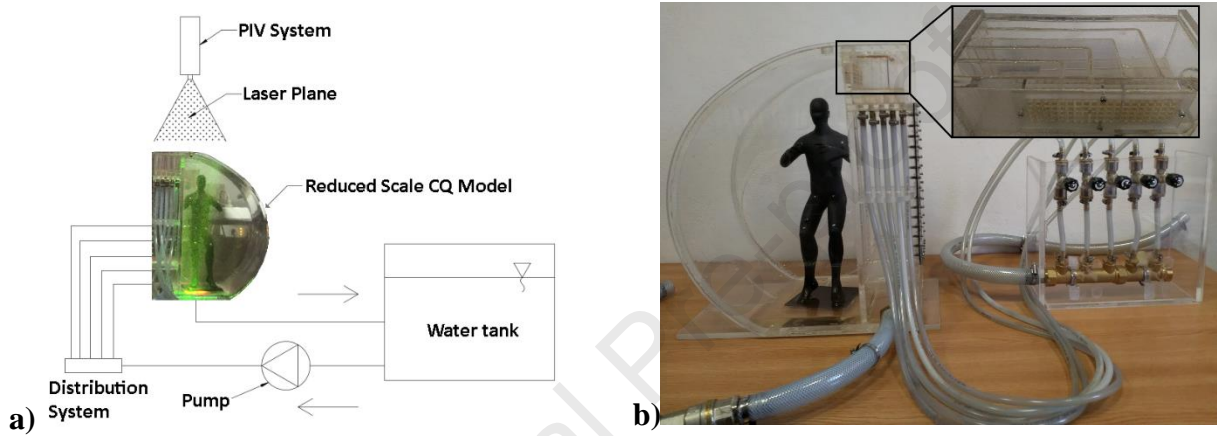 PIV System
Laser Plane
Reduced Scale CQ Model
Water tank
Distribution
System
Pump
a)
b)